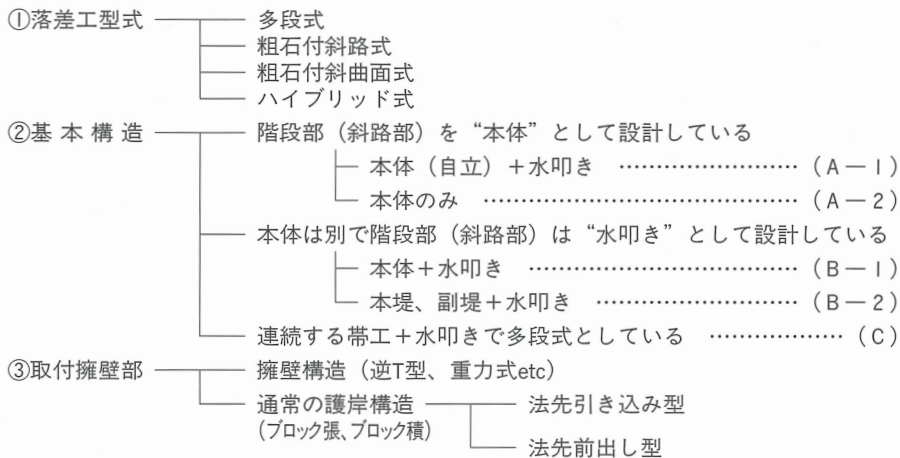 ①落差工型式 多段式
粗石付斜路式
粗石付斜曲面式
ハイブリッド式
②基本構造 階段部(斜路部)を“本体”として設計している
本体(自立)+水叩き ……………………(A―1)
本体のみ ……………………………………(A―2)
本体は別で階段部(斜路部)は“水叩き”として設計している
本体+水叩き ………………………………(B―1)
本堤、副堤+水叩き ………………………(B―2)
連続する帯工+水叩きで多段式としている ………………(C)
③取付擁壁部 擁壁構造(逆T型、重力式etc)
通常の護岸構造 法先引き込み型
(ブロック張、ブロック積)
法先前出し型